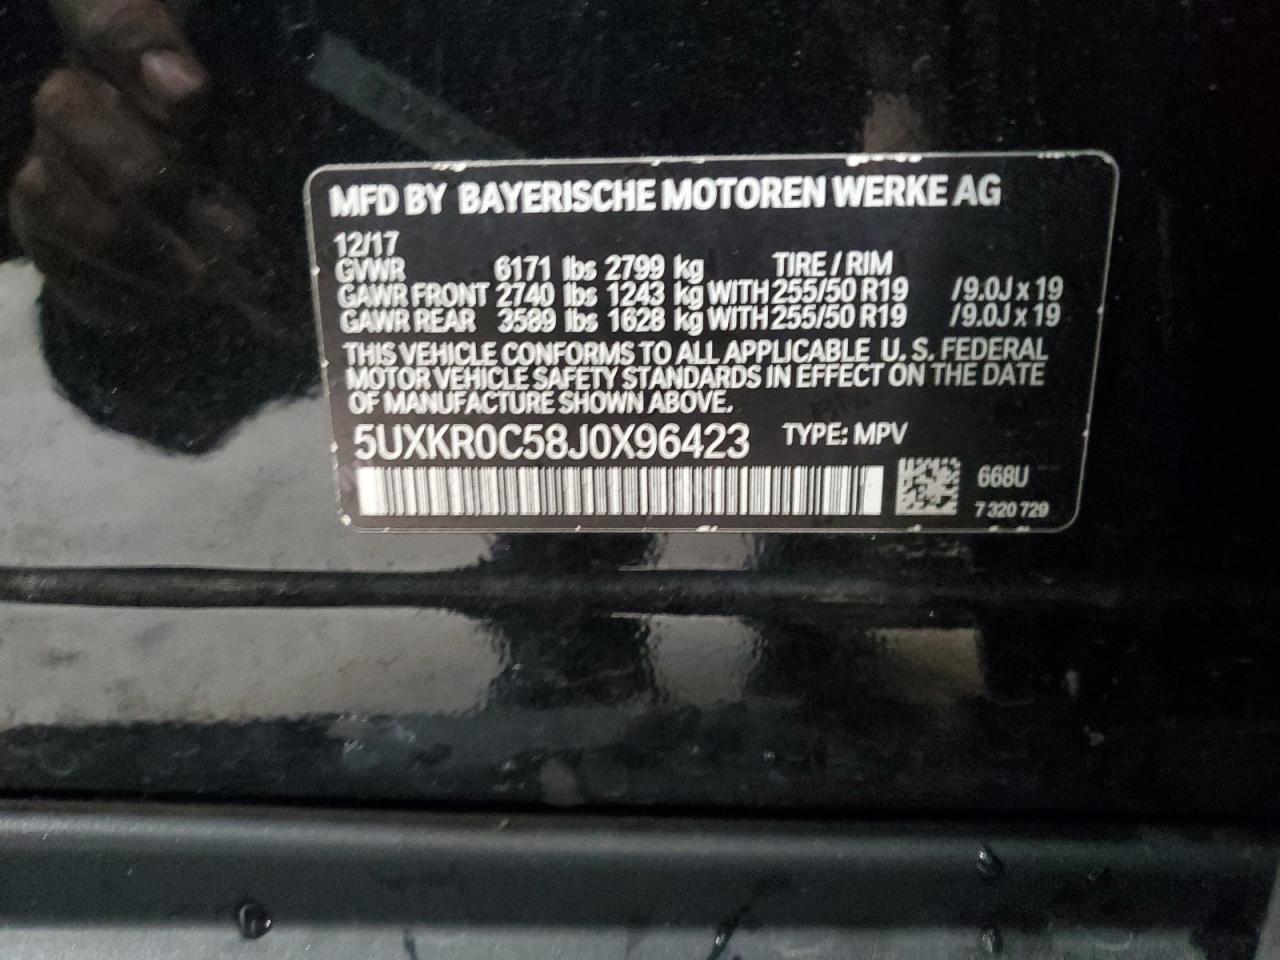 MFD BY BAYERISCHE MOTOREN WERKE AG
12/17
GVWR 6171 lbs 2799 kg TIRE / RIM
GAWR FRONT 2740 lbs 1243 kg WITH 255/50 R19 /9.0J x 19
GAWR REAR 3589 lbs 1628 kg WITH 255/50 R19 /9.0J x 19
THIS VEHICLE CONFORMS TO ALL APPLICABLE U. S. FEDERAL
MOTOR VEHICLE SAFETY STANDARDS IN EFFECT ON THE DATE
OF MANUFACTURE SHOWN ABOVE.
5UXKR0C58J0X96423 TYPE: MPV
668U
7 320 729